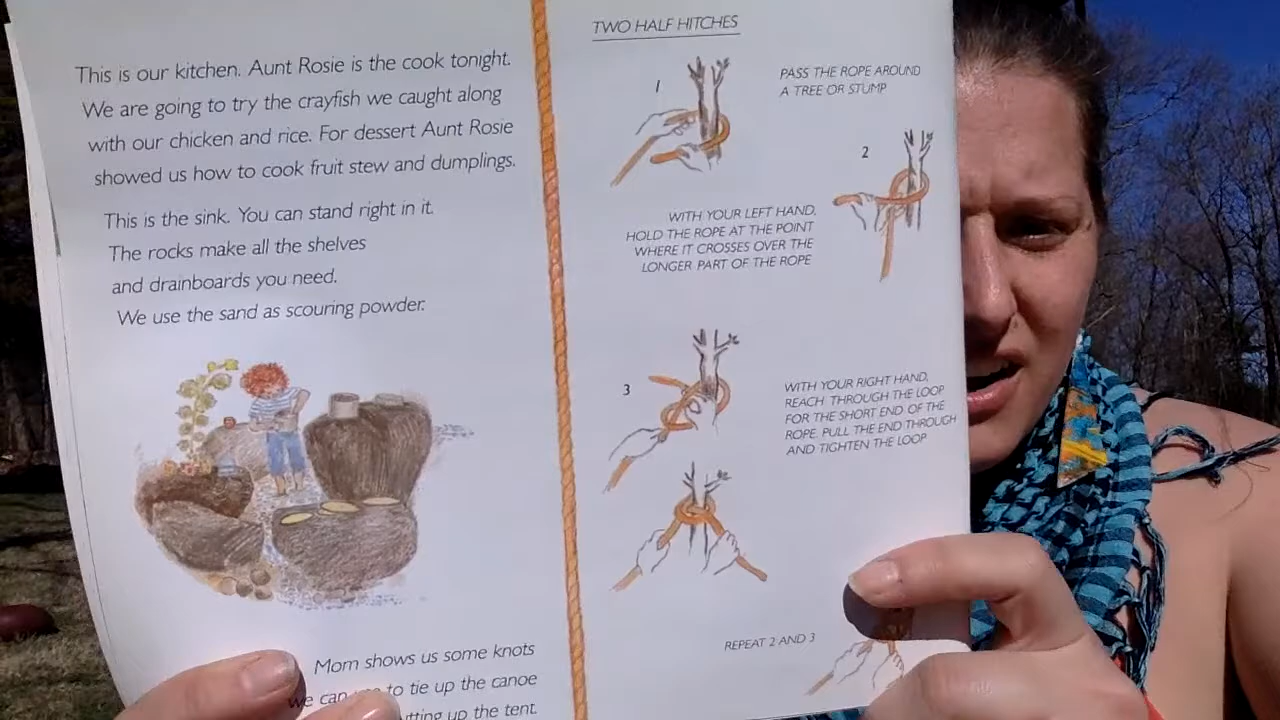 This is our kitchen. Aunt Rosie is the cook tonight.
We are going to try the crayfish we caught along
with our chicken and rice. For dessert Aunt Rosie
showed us how to cook fruit stew and dumplings.
This is the sink. You can stand right in it.
The rocks make all the shelves
and drainboards you need.
We use the sand as scouring powder.
Mom shows us some knots
we can to tie up the canoe
up the tent.
TWO HALF HITCHES
1
PASS THE ROPE AROUND
A TREE OR STUMP
2
WITH YOUR LEFT HAND,
HOLD THE ROPE AT THE POINT
WHERE IT CROSSES OVER THE
LONGER PART OF THE ROPE
3
WITH YOUR RIGHT HAND,
REACH THROUGH THE LOOP
FOR THE SHORT END OF THE
ROPE. PULL THE END THROUGH
AND TIGHTEN THE LOOP
REPEAT 2 AND 3